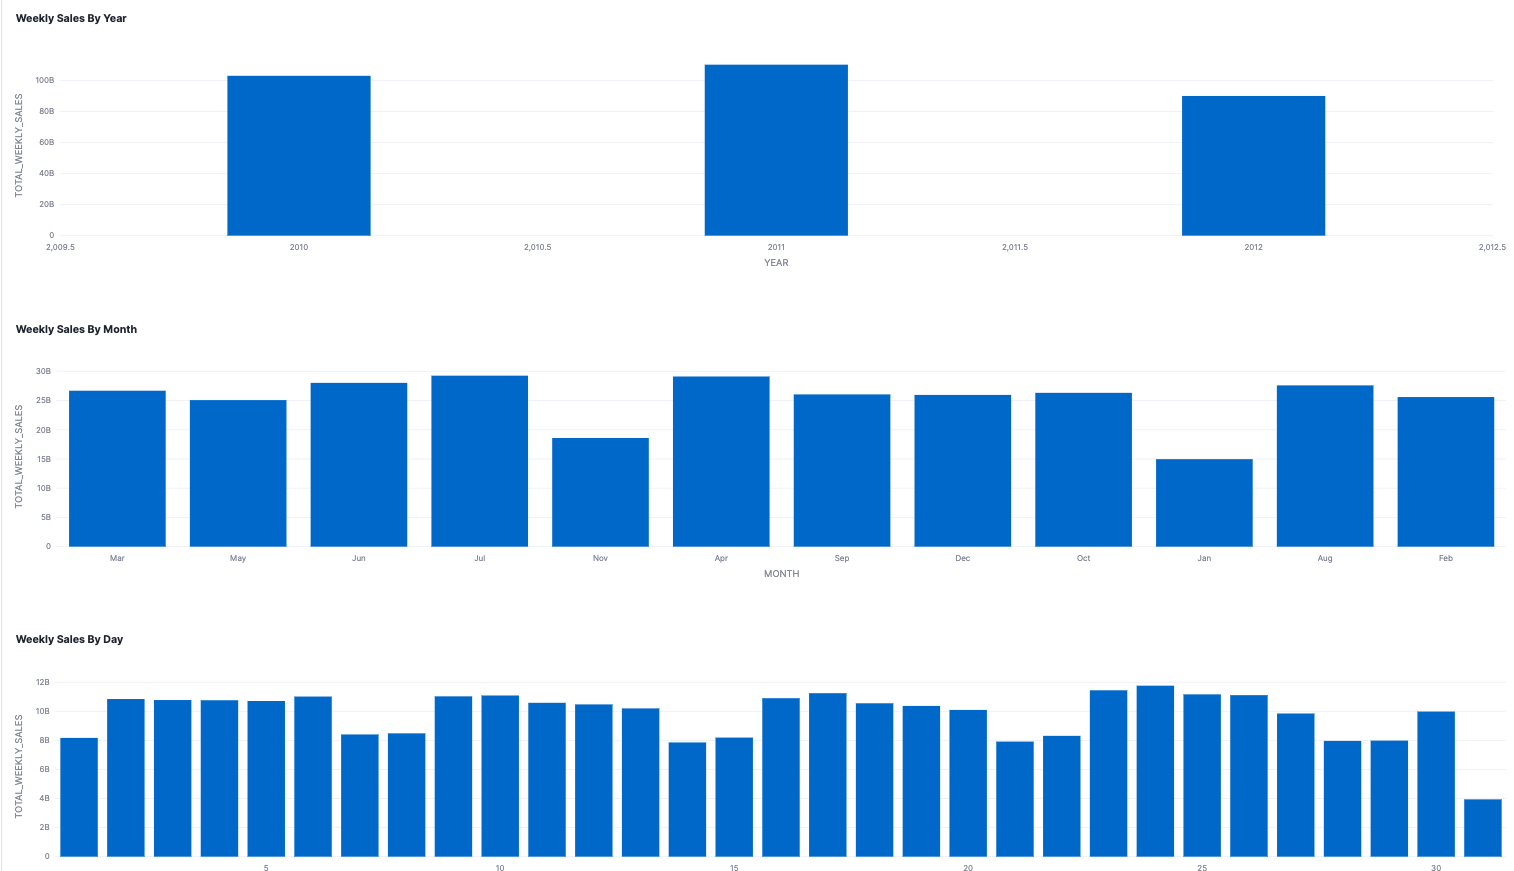 Weekly Sales By Year
TOTAL_WEEKLY_SALES
100B
80B
60B
40B
20B
0
2,009.5 2010 2,010.5 2011 2,011.5 2012 2,012.5
YEAR
Weekly Sales By Month
TOTAL_WEEKLY_SALES
30B
25B
20B
15B
10B
5B
0
Mar May Jun Jul Nov Apr Sep Dec Oct Jan Aug Feb
MONTH
Weekly Sales By Day
TOTAL_WEEKLY_SALES
12B
10B
8B
6B
4B
2B
0
5 10 15 20 25 30